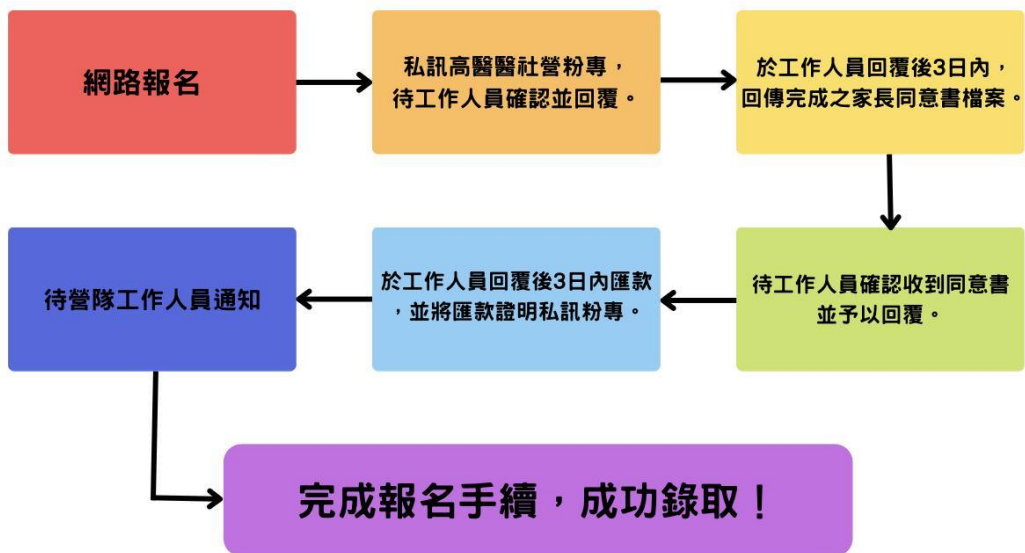 網路報名
私訊高醫醫社營粉專，
待工作人員確認並回覆。
於工作人員回覆後3日內，
回傳完成之家長同意書檔案。
待工作人員確認收到同意書
並予以回覆。
於工作人員回覆後3日內匯款
，並將匯款證明私訊粉專。
待營隊工作人員通知
完成報名手續，成功錄取！